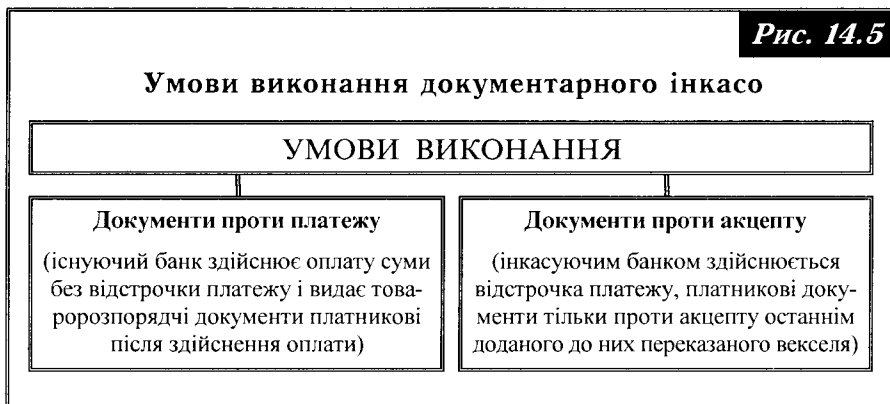 Рис. 14.5
Умови виконання документарного інкасо
УМОВИ ВИКОНАННЯ
Документи проти платежу
(існуючий банк здійснює оплату суми
без відстрочки платежу і видає това-
ророзпорядчі документи платникові
після здійснення оплати)
Документи проти акцепту
(інкасуючим банком здійснюється
відстрочка платежу, платникові доку-
менти тільки проти акцепту останнім
доданого до них переказаного векселя)